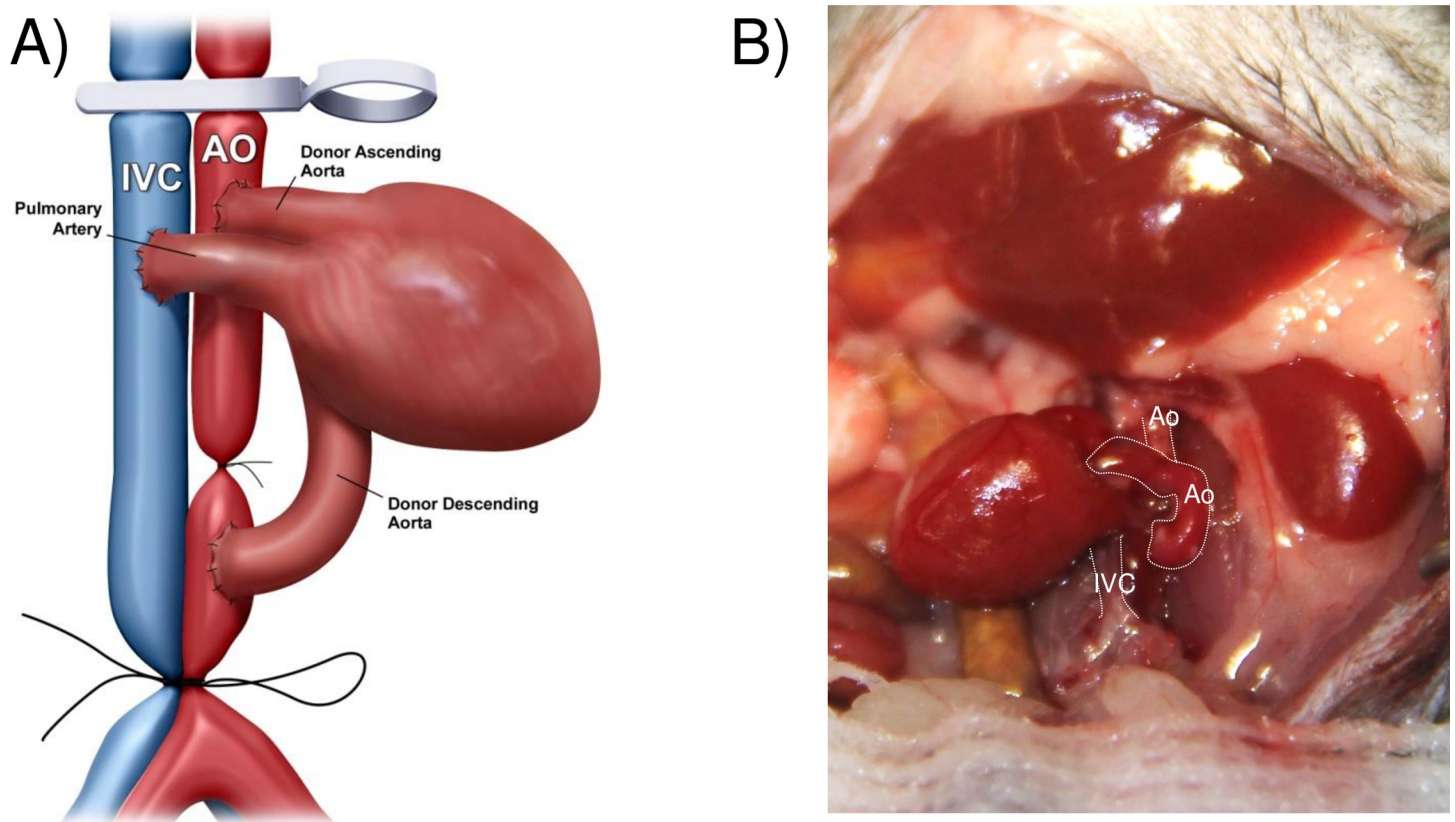 A)
B)
IVC
AO
Donor Ascending
Aorta
Pulmonary
Artery
Donor Descending
Aorta
Ao
Ao
IVC